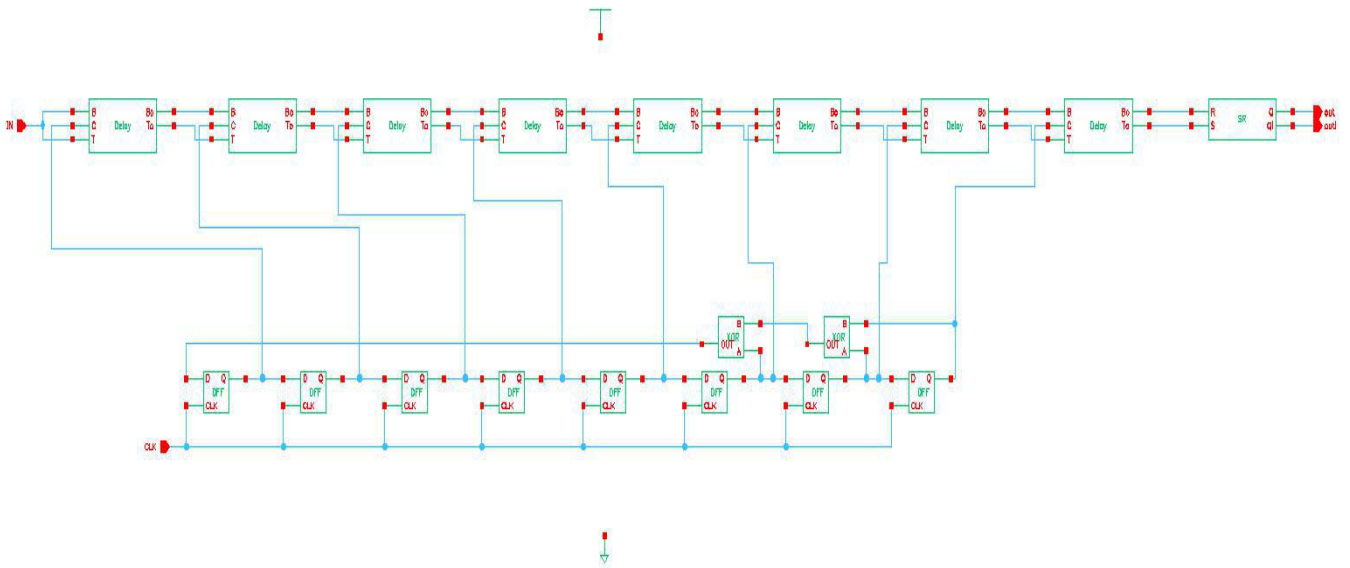 B Bo B Bo B Bo B Bo B Bo B Bo B Bo B Bo R Q out
IN C Delay To C Delay To C Delay To C Delay To C Delay To C Delay To C Delay To C Delay To S SR QI outI
T T T T T T T T
B B
XOR XOR
OUT OUT
A A
D Q D Q D Q D Q D Q D Q D Q D Q
DFF DFF DFF DFF DFF DFF DFF DFF
CLK CLK CLK CLK CLK CLK CLK CLK
CLK